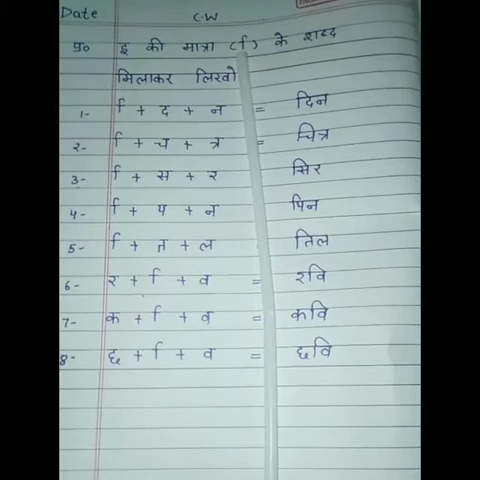 Date C.W
प्र० इ की मात्रा (ि) के शब्द
मिलाकर लिखो
1- ि + द + न = दिन
2- ि + च + त्र = चित्र
3- ि + स + र सिर
4- ि + प + न पिन
5- ि + त + ल तिल
6- र + ि + व = रवि
7- क + ि + व = कवि
8- छ + ि + व = छवि